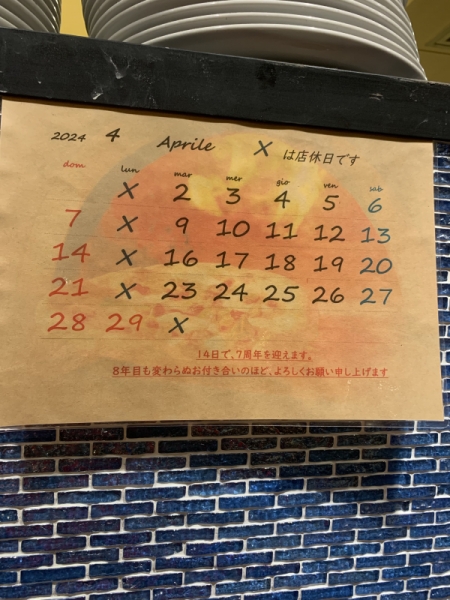 2024 4 Aprile X は店休日です
dom lun mar mer gio ven sab
X 2 3 4 5 6
7 X 9 10 11 12 13
14 X 16 17 18 19 20
21 X 23 24 25 26 27
28 29 X
14日で、7周年を迎えます。
8年目も変わらぬお付き合いのほど、よろしくお願い申し上げます